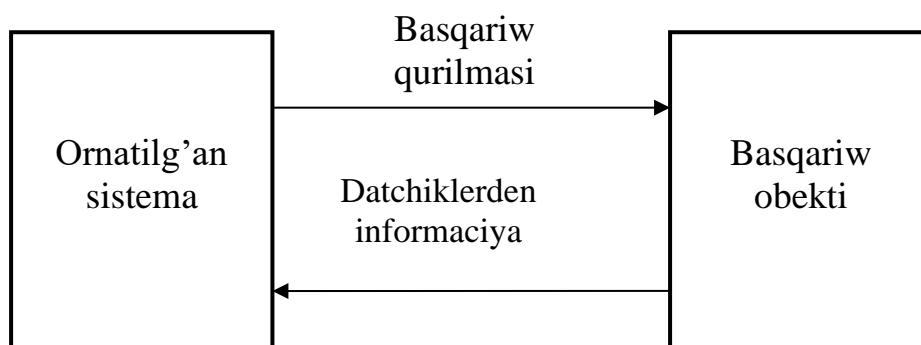 Basqariw
qurilmasi
Ornatilg’an
sistema
Datchiklerden
informaciya
Basqariw
obekti